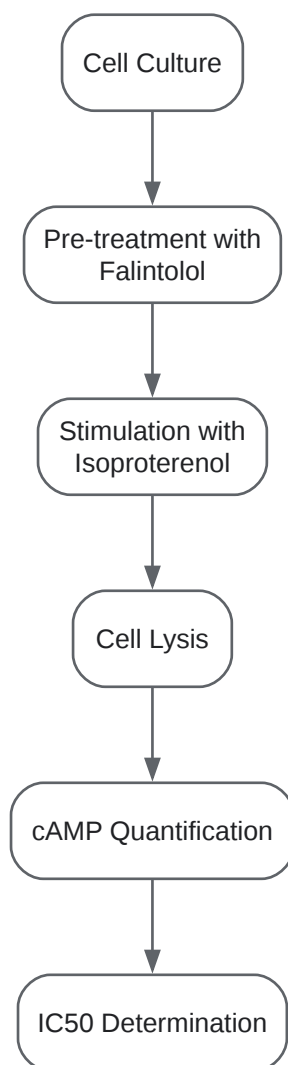 Cell Culture
Pre-treatment with
Falintolol
Stimulation with
Isoproterenol
Cell Lysis
cAMP Quantification
IC50 Determination